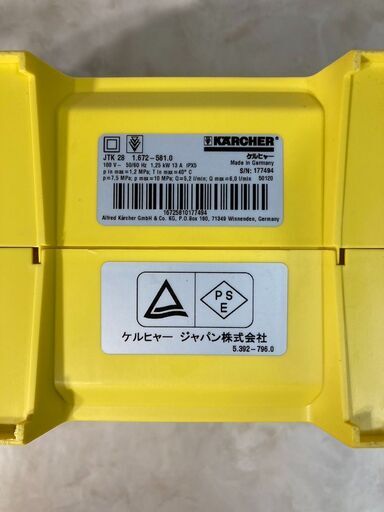 KÄRCHER
ケルヒャー
JTK 28 1.672-581.0
Made in Germany
100 V~ 50/60 Hz 1,25 kW 13 A IPX5
S/N: 177494
p in max=1,2 MPa; T in max=40° C
p=7,5 MPa; p max=10 MPa; Q=5,2 l/min; Q max=6,0 l/min 50120
16725810177494
Alfred Kärcher GmbH & Co. KG, P.O.Box 160, 71349 Winnenden, Germany
PS
E
ケルヒャー ジャパン株式会社
5.392-796.0